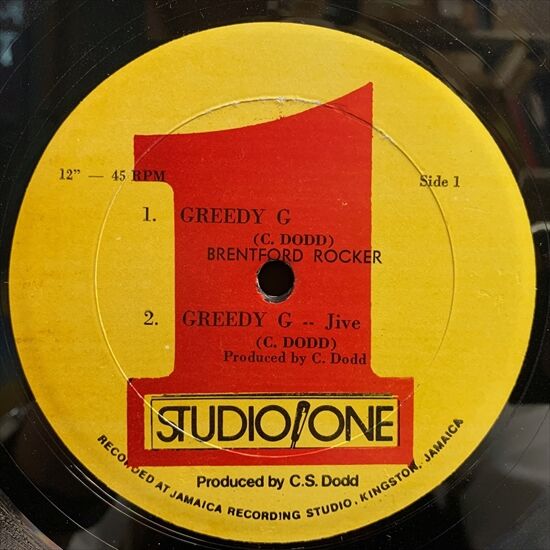 12” — 45 RPM
Side 1
1. GREEDY G
(C. DODD)
BRENTFORD ROCKER
2. GREEDY G -- Jive
(C. DODD)
Produced by C. Dodd
STUDIO ONE
Produced by C.S. Dodd
RECORDED AT JAMAICA RECORDING STUDIO, KINGSTON, JAMAICA